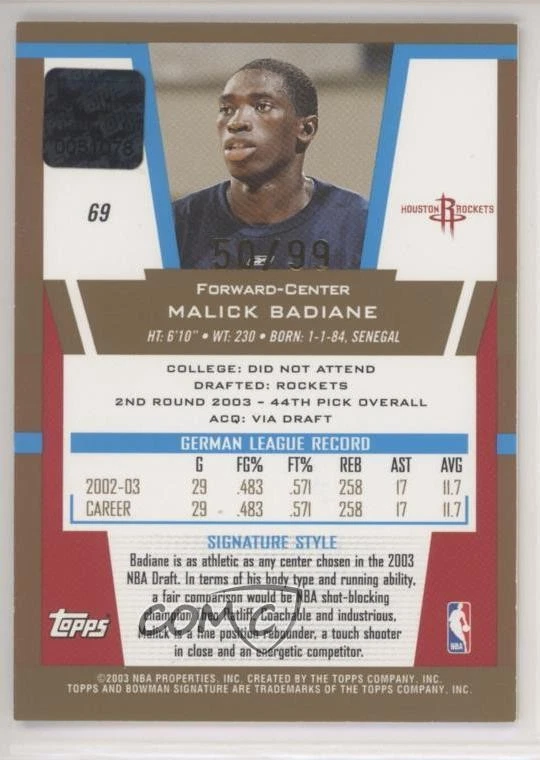 0051078
69
HOUSTON ROCKETS
50/99
FORWARD-CENTER
MALICK BADIANE
HT: 6'10" • WT: 230 • BORN: 1-1-84, SENEGAL
COLLEGE: DID NOT ATTEND
DRAFTED: ROCKETS
2ND ROUND 2003 - 44TH PICK OVERALL
ACQ: VIA DRAFT
GERMAN LEAGUE RECORD
G FG% FT% REB AST AVG
2002-03 29 .483 .571 258 17 11.7
CAREER 29 .483 .571 258 17 11.7
SIGNATURE STYLE
Badiane is as athletic as any center chosen in the 2003
NBA Draft. In terms of his body type and running ability,
a fair comparison would be NBA shot-blocking
champion Theo Ratliff. Coachable and industrious,
Malick is a fine position rebounder, a touch shooter
in close and an energetic competitor.
COMC
Topps
NBA
©2003 NBA PROPERTIES, INC. CREATED BY THE TOPPS COMPANY, INC.
TOPPS AND BOWMAN SIGNATURE ARE TRADEMARKS OF THE TOPPS COMPANY, INC.